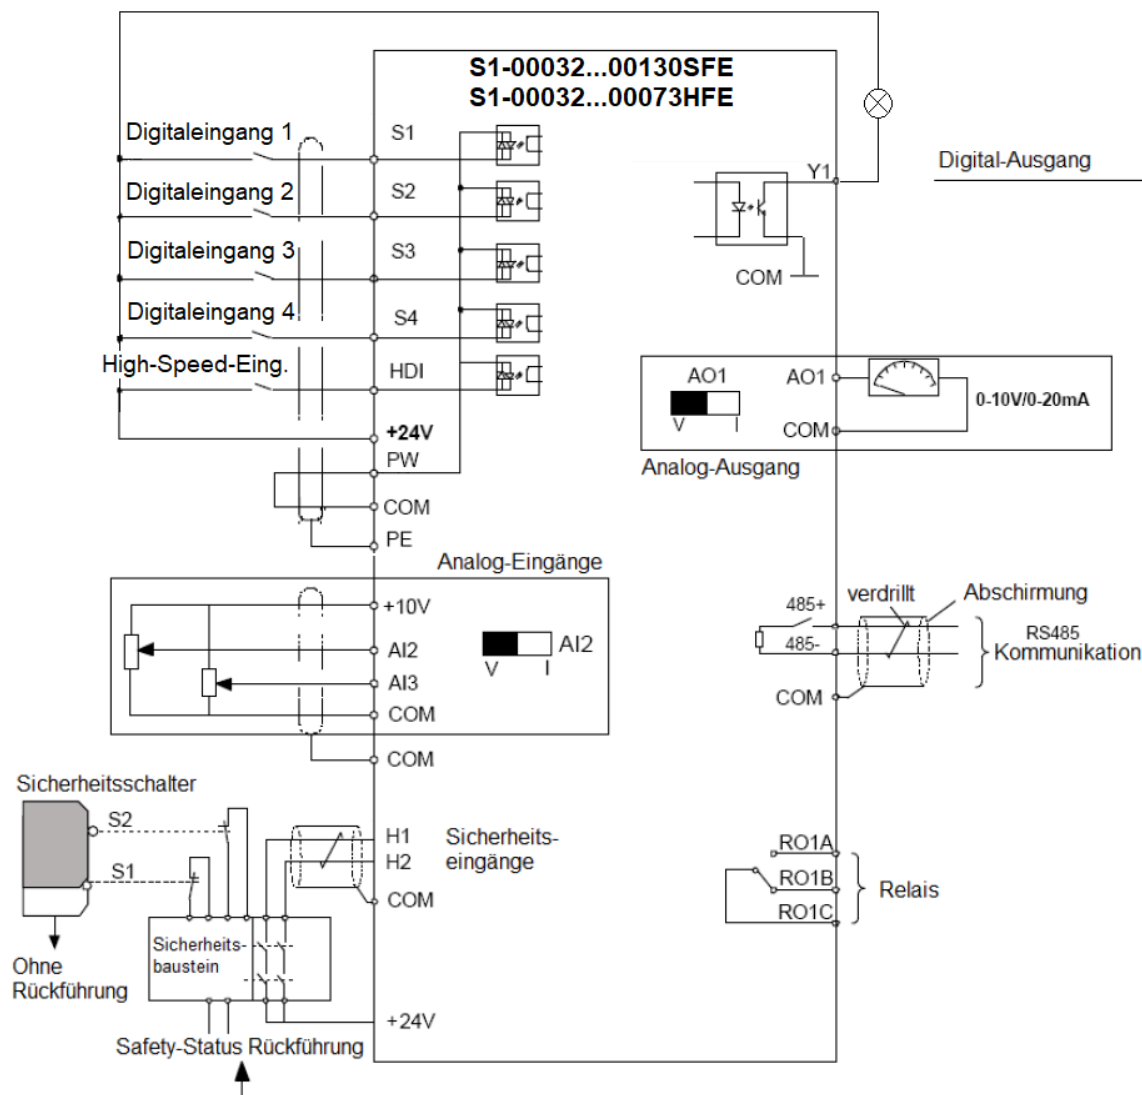 S1-00032...00130SFE
S1-00032...00073HFE
Digitaleingang 1
S1
Digitaleingang 2
S2
Digitaleingang 3
S3
Digitaleingang 4
S4
High-Speed-Eing.
HDI
+24V
PW
COM
PE
Y1
Digital-Ausgang
COM
AO1
V
I
AO1
COM
0-10V/0-20mA
Analog-Ausgang
Analog-Eingänge
+10V
AI2
AI3
COM
COM
V
I
AI2
485+
485-
COM
verdrillt
Abschirmung
RS485
Kommunikation
Sicherheitsschalter
S2
S1
Ohne
Rückführung
H1
H2
COM
Sicherheits-
eingänge
Sicherheits-
baustein
+24V
Safety-Status Rückführung
RO1A
RO1B
RO1C
Relais